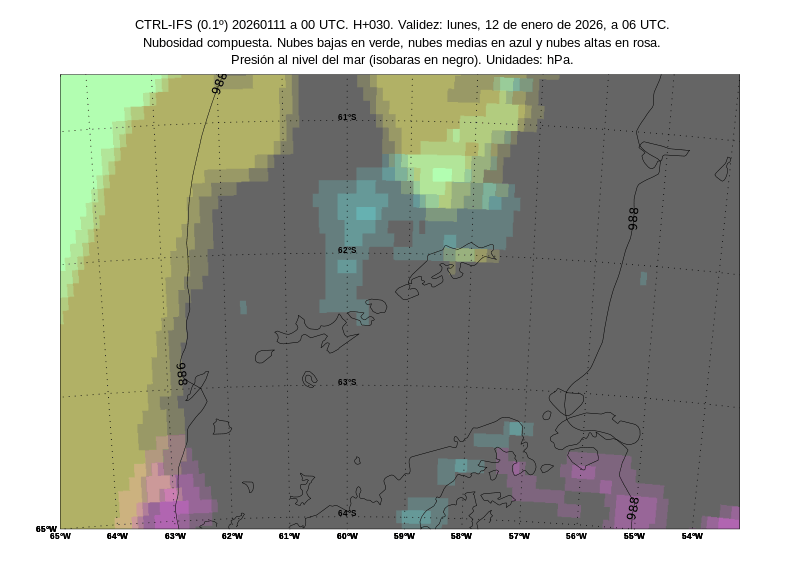 CTRL-IFS (0.1º) 20260111 a 00 UTC. H+030. Validez: lunes, 12 de enero de 2026, a 06 UTC.
Nubosidad compuesta. Nubes bajas en verde, nubes medias en azul y nubes altas en rosa.
Presión al nivel del mar (isobaras en negro). Unidades: hPa.
988
61°S
988
62°S
988
63°S
988
64°S
65°W
65°W 64°W 63°W 62°W 61°W 60°W 59°W 58°W 57°W 56°W 55°W 54°W